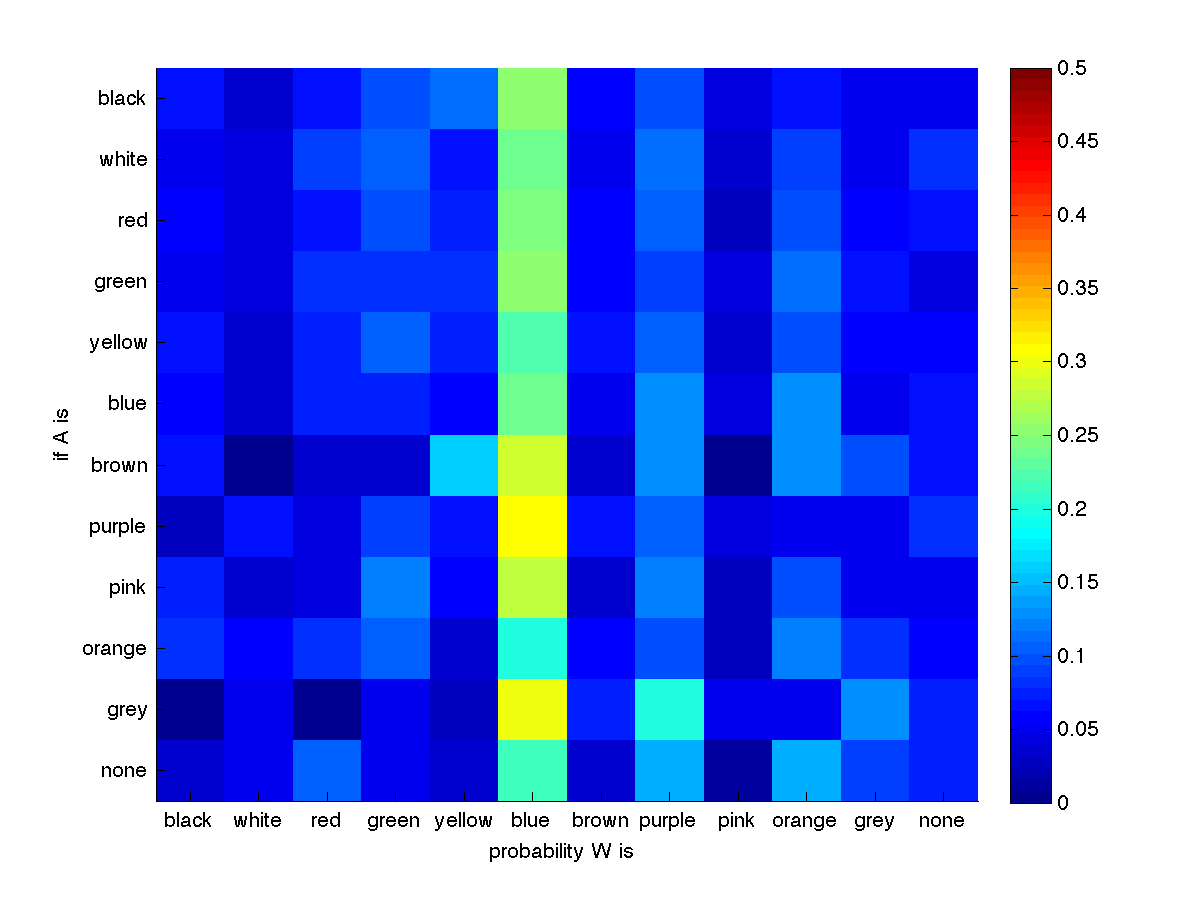 black
white
red
green
yellow
blue
brown
purple
pink
orange
grey
none
if A is
black white red green yellow blue brown purple pink orange grey none
probability W is
0.5
0.45
0.4
0.35
0.3
0.25
0.2
0.15
0.1
0.05
0